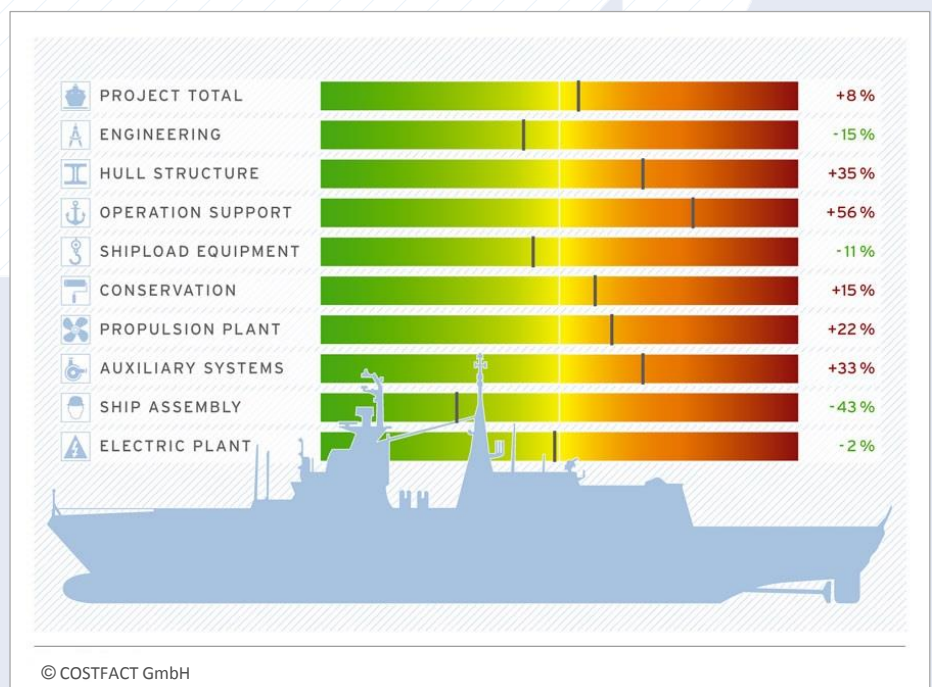 PROJECT TOTAL +8 %
ENGINEERING -15 %
HULL STRUCTURE +35 %
OPERATION SUPPORT +56 %
SHIPLOAD EQUIPMENT -11 %
CONSERVATION +15 %
PROPULSION PLANT +22 %
AUXILIARY SYSTEMS +33 %
SHIP ASSEMBLY -43 %
ELECTRIC PLANT -2 %
© COSTFACT GmbH